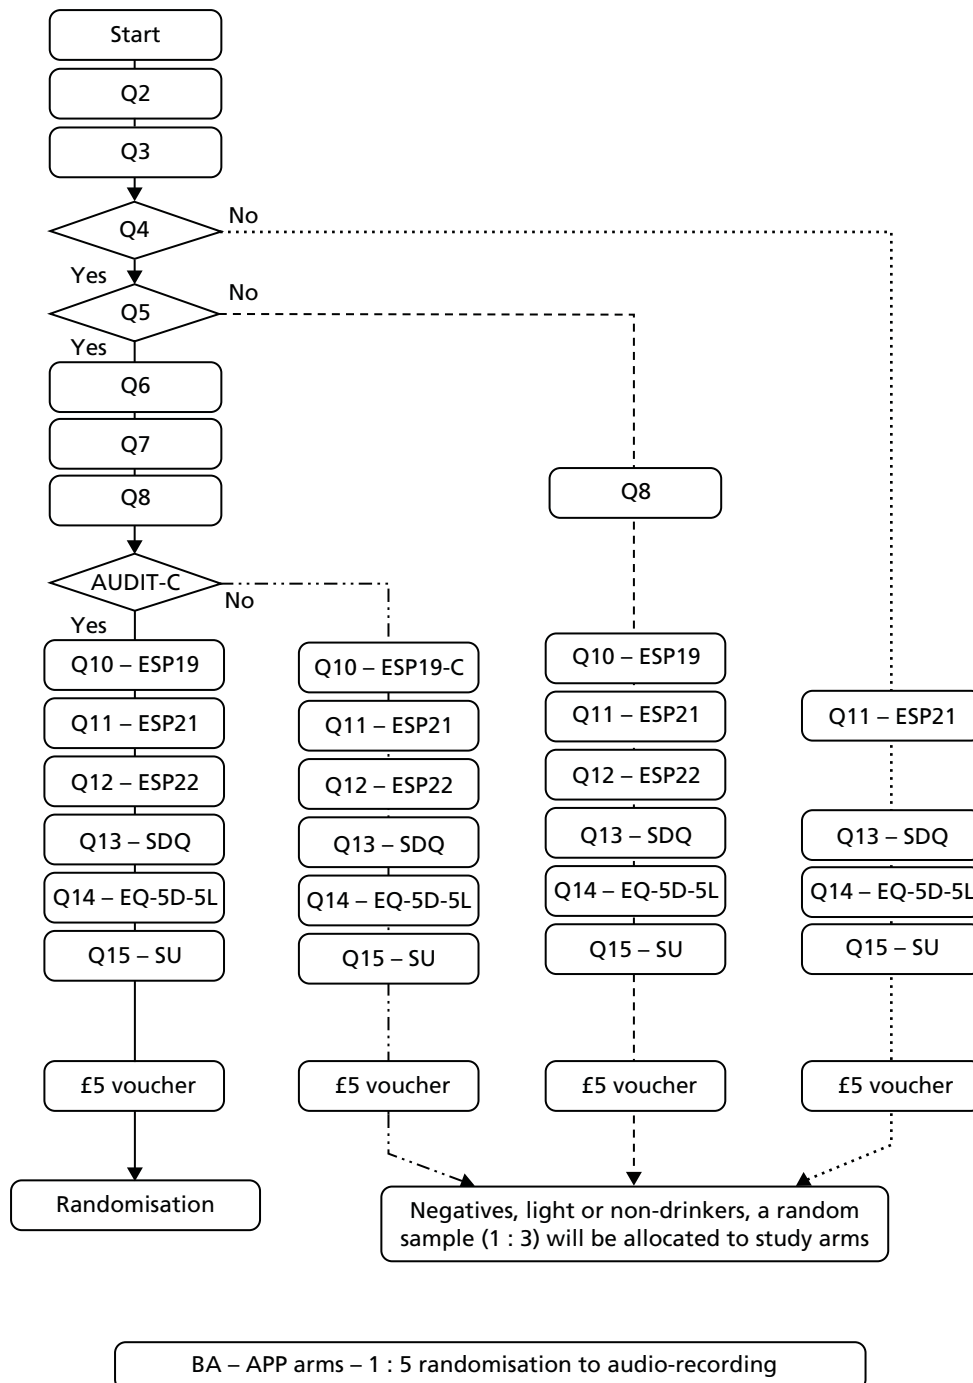 Start
Q2
Q3
Q4
No
Yes
Q5
No
Yes
Q6
Q7
Q8
Q8
AUDIT-C
No
Yes
Q10 – ESP19
Q11 – ESP21
Q12 – ESP22
Q13 – SDQ
Q14 – EQ-5D-5L
Q15 – SU
£5 voucher
Randomisation
Q10 – ESP19-C
Q11 – ESP21
Q12 – ESP22
Q13 – SDQ
Q14 – EQ-5D-5L
Q15 – SU
£5 voucher
Q10 – ESP19
Q11 – ESP21
Q12 – ESP22
Q13 – SDQ
Q14 – EQ-5D-5L
Q15 – SU
£5 voucher
Q11 – ESP21
Q13 – SDQ
Q14 – EQ-5D-5L
Q15 – SU
£5 voucher
Negatives, light or non-drinkers, a random
sample (1 : 3) will be allocated to study arms
BA – APP arms – 1 : 5 randomisation to audio-recording